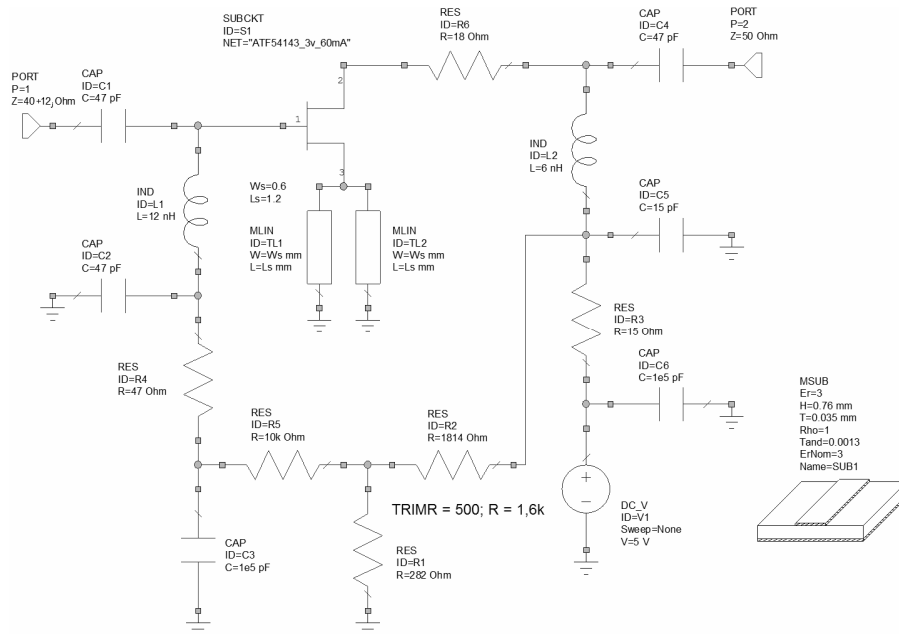 SUBCKT
ID=S1
NET="ATF54143_3v_60mA"
RES
ID=R6
R=18 Ohm
CAP
ID=C4
C=47 pF
PORT
P=2
Z=50 Ohm
PORT
P=1
Z=40+12j Ohm
CAP
ID=C1
C=47 pF
2
1
3
IND
ID=L1
L=12 nH
Ws=0.6
Ls=1.2
IND
ID=L2
L=6 nH
CAP
ID=C5
C=15 pF
MLIN
ID=TL1
W=Ws mm
L=Ls mm
MLIN
ID=TL2
W=Ws mm
L=Ls mm
CAP
ID=C2
C=47 pF
RES
ID=R3
R=15 Ohm
CAP
ID=C6
C=1e5 pF
RES
ID=R4
R=47 Ohm
RES
ID=R5
R=10k Ohm
RES
ID=R2
R=1814 Ohm
MSUB
Er=3
H=0.76 mm
T=0.035 mm
Rho=1
Tand=0.0013
ErNom=3
Name=SUB1
TRIMR = 500; R = 1,6k
+
−
DC_V
ID=V1
Sweep=None
V=5 V
CAP
ID=C3
C=1e5 pF
RES
ID=R1
R=282 Ohm